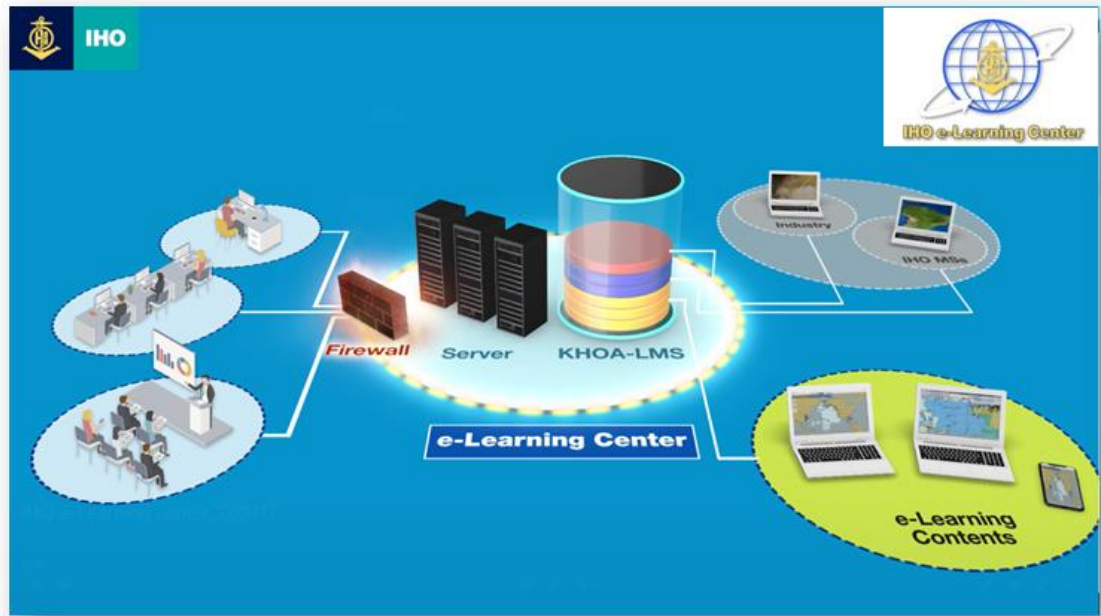 IHO
IHO e-Learning Center
Industry
IHO MSs
Firewall
Server
KHOA-LMS
e-Learning Center
e-Learning
Contents